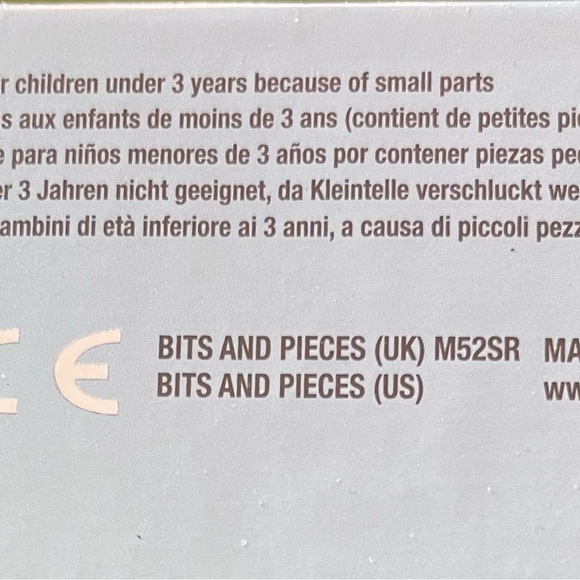 r children under 3 years because of small parts
s aux enfants de moins de 3 ans (contient de petites pi
e para niños menores de 3 años por contener piezas pe
er 3 Jahren nicht geeignet, da Kleintelle verschluckt we
ambini di età inferiore ai 3 anni, a causa di piccoli pezz
CE BITS AND PIECES (UK) M52SR MA
BITS AND PIECES (US) ww